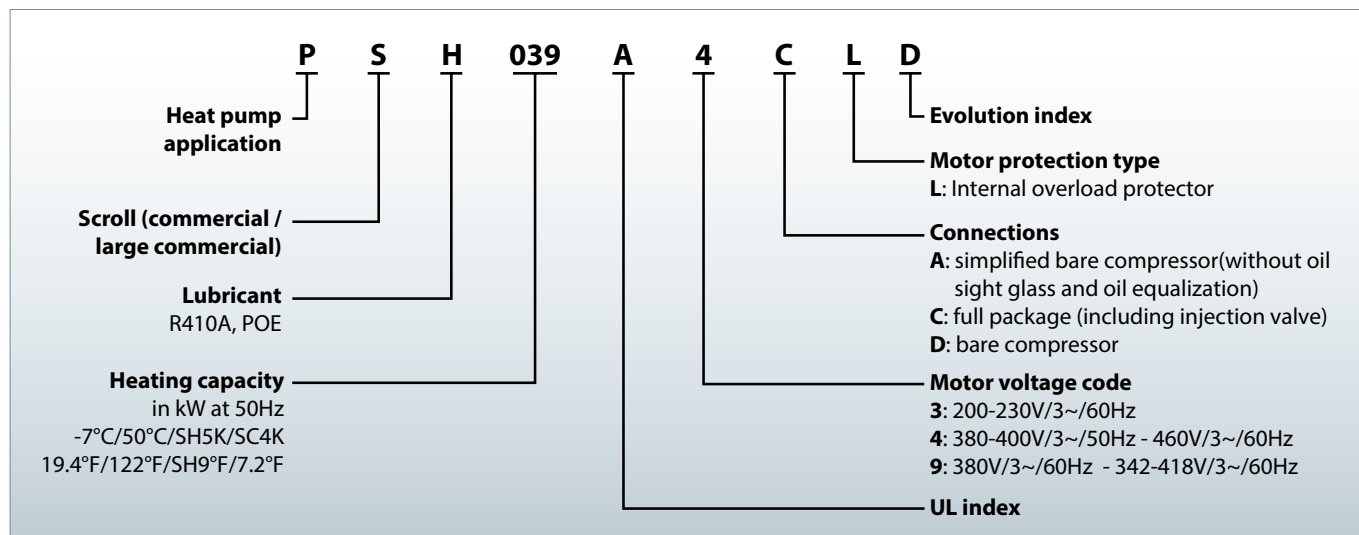 P S H 039 A 4 C L D
Heat pump
application
Scroll (commercial /
large commercial)
Lubricant
R410A, POE
Heating capacity
in kW at 50Hz
-7°C/50°C/SH5K/SC4K
19.4°F/122°F/SH9°F/7.2°F
Evolution index
Motor protection type
L: Internal overload protector
Connections
A: simplified bare compressor(without oil
sight glass and oil equalization)
C: full package (including injection valve)
D: bare compressor
Motor voltage code
3: 200-230V/3~/60Hz
4: 380-400V/3~/50Hz - 460V/3~/60Hz
9: 380V/3~/60Hz - 342-418V/3~/60Hz
UL index